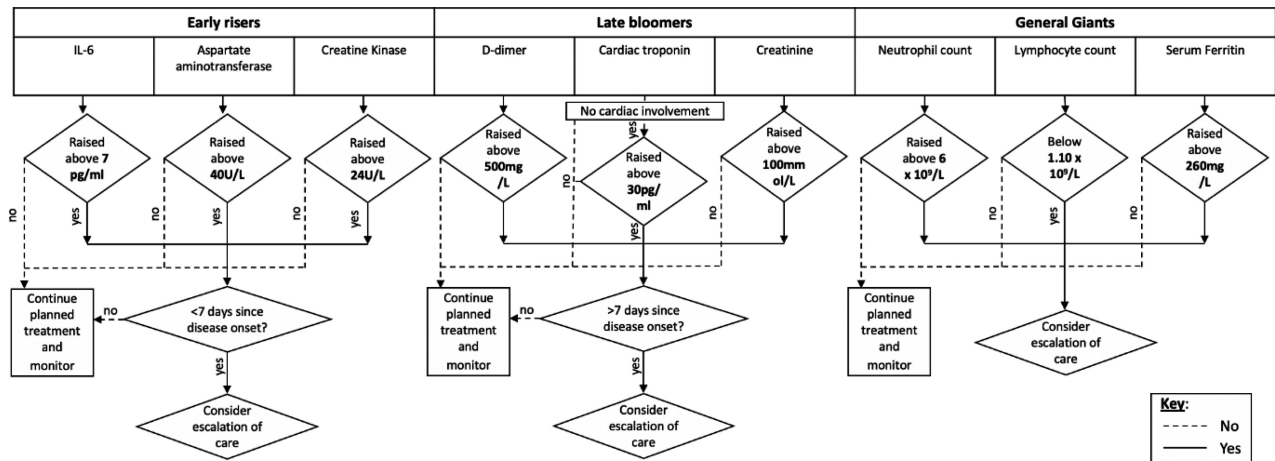 Early risers
Late bloomers
General Giants
IL-6
Aspartate
aminotransferase
Creatine Kinase
D-dimer
Cardiac troponin
Creatinine
Neutrophil count
Lymphocyte count
Serum Ferritin
No cardiac involvement
Raised
above 7
pg/ml
Raised
above
40U/L
Raised
above
24U/L
Raised
above
500mg
/L
yes
Raised
above
30pg/
ml
Raised
above
100mm
ol/L
Raised
above 6
x 10⁹/L
Below
1.10 x
10⁹/L
Raised
above
260mg
/L
no
yes
no
yes
no
yes
no
no
yes
no
no
no
yes
no
Continue
planned
treatment
and
monitor
no
<7 days since
disease onset?
yes
Consider
escalation of
care
Continue
planned
treatment
and
monitor
no
>7 days since
disease onset?
yes
Consider
escalation of
care
Continue
planned
treatment
and
monitor
Consider
escalation of
care
Key:
No
Yes